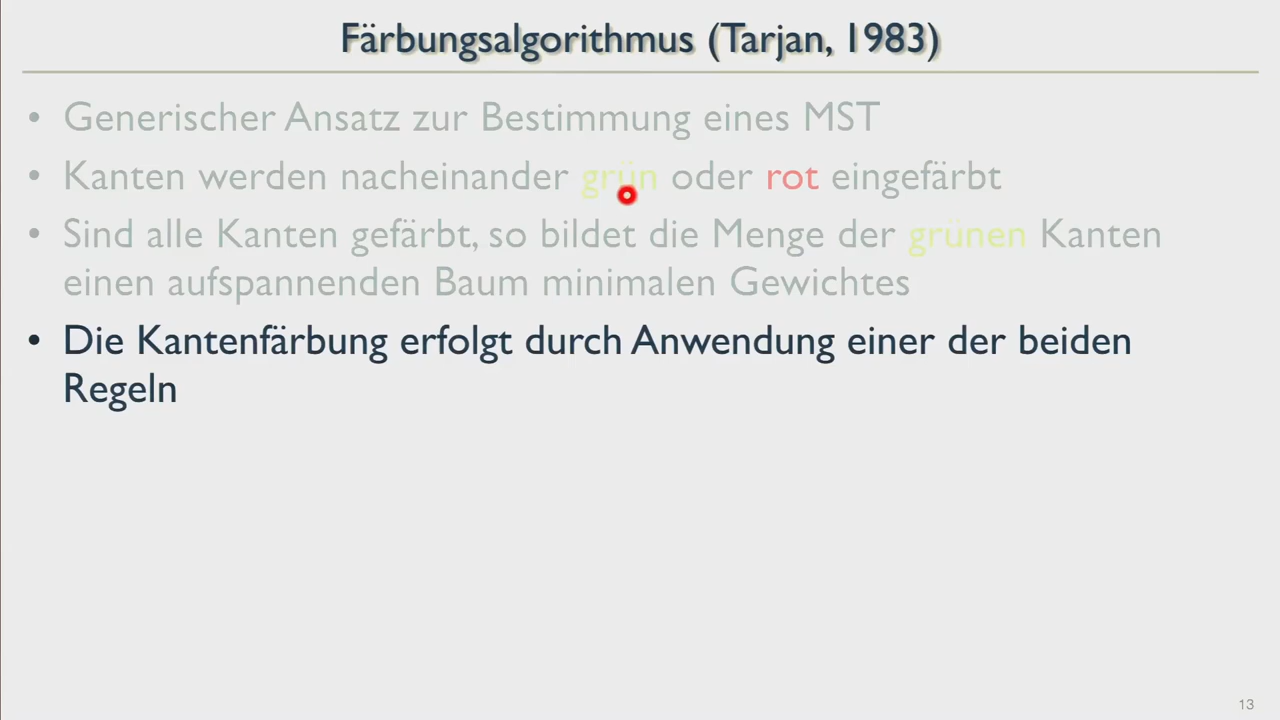 Färbungsalgorithmus (Tarjan, 1983)
• Generischer Ansatz zur Bestimmung eines MST
• Kanten werden nacheinander grün oder rot eingefärbt
• Sind alle Kanten gefärbt, so bildet die Menge der grünen Kanten
einen aufspannenden Baum minimalen Gewichtes
• Die Kantenfärbung erfolgt durch Anwendung einer der beiden
Regeln
13